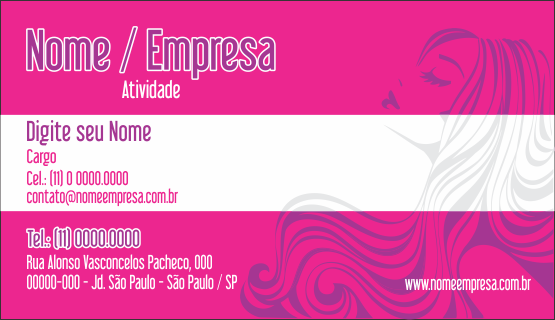 Nome / Empresa
Atividade
Digite seu Nome
Cargo
Cel.: (11) 0 0000.0000
contato@nomeempresa.com.br
Tel.: (11) 0000.0000
Rua Alonso Vasconcelos Pacheco, 000
00000-000 - Jd. São Paulo - São Paulo / SP
www.nomeempresa.com.br